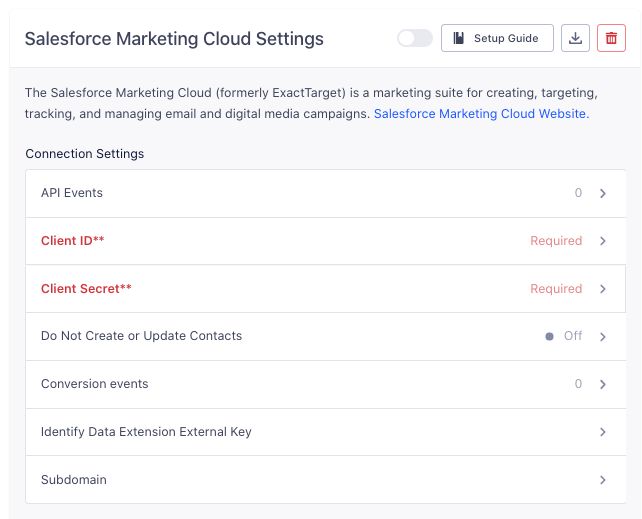 Salesforce Marketing Cloud Settings
Setup Guide
The Salesforce Marketing Cloud (formerly ExactTarget) is a marketing suite for creating, targeting,
tracking, and managing email and digital media campaigns. Salesforce Marketing Cloud Website.
Connection Settings
API Events 0
Client ID** Required
Client Secret** Required
Do Not Create or Update Contacts Off
Conversion events 0
Identify Data Extension External Key
Subdomain